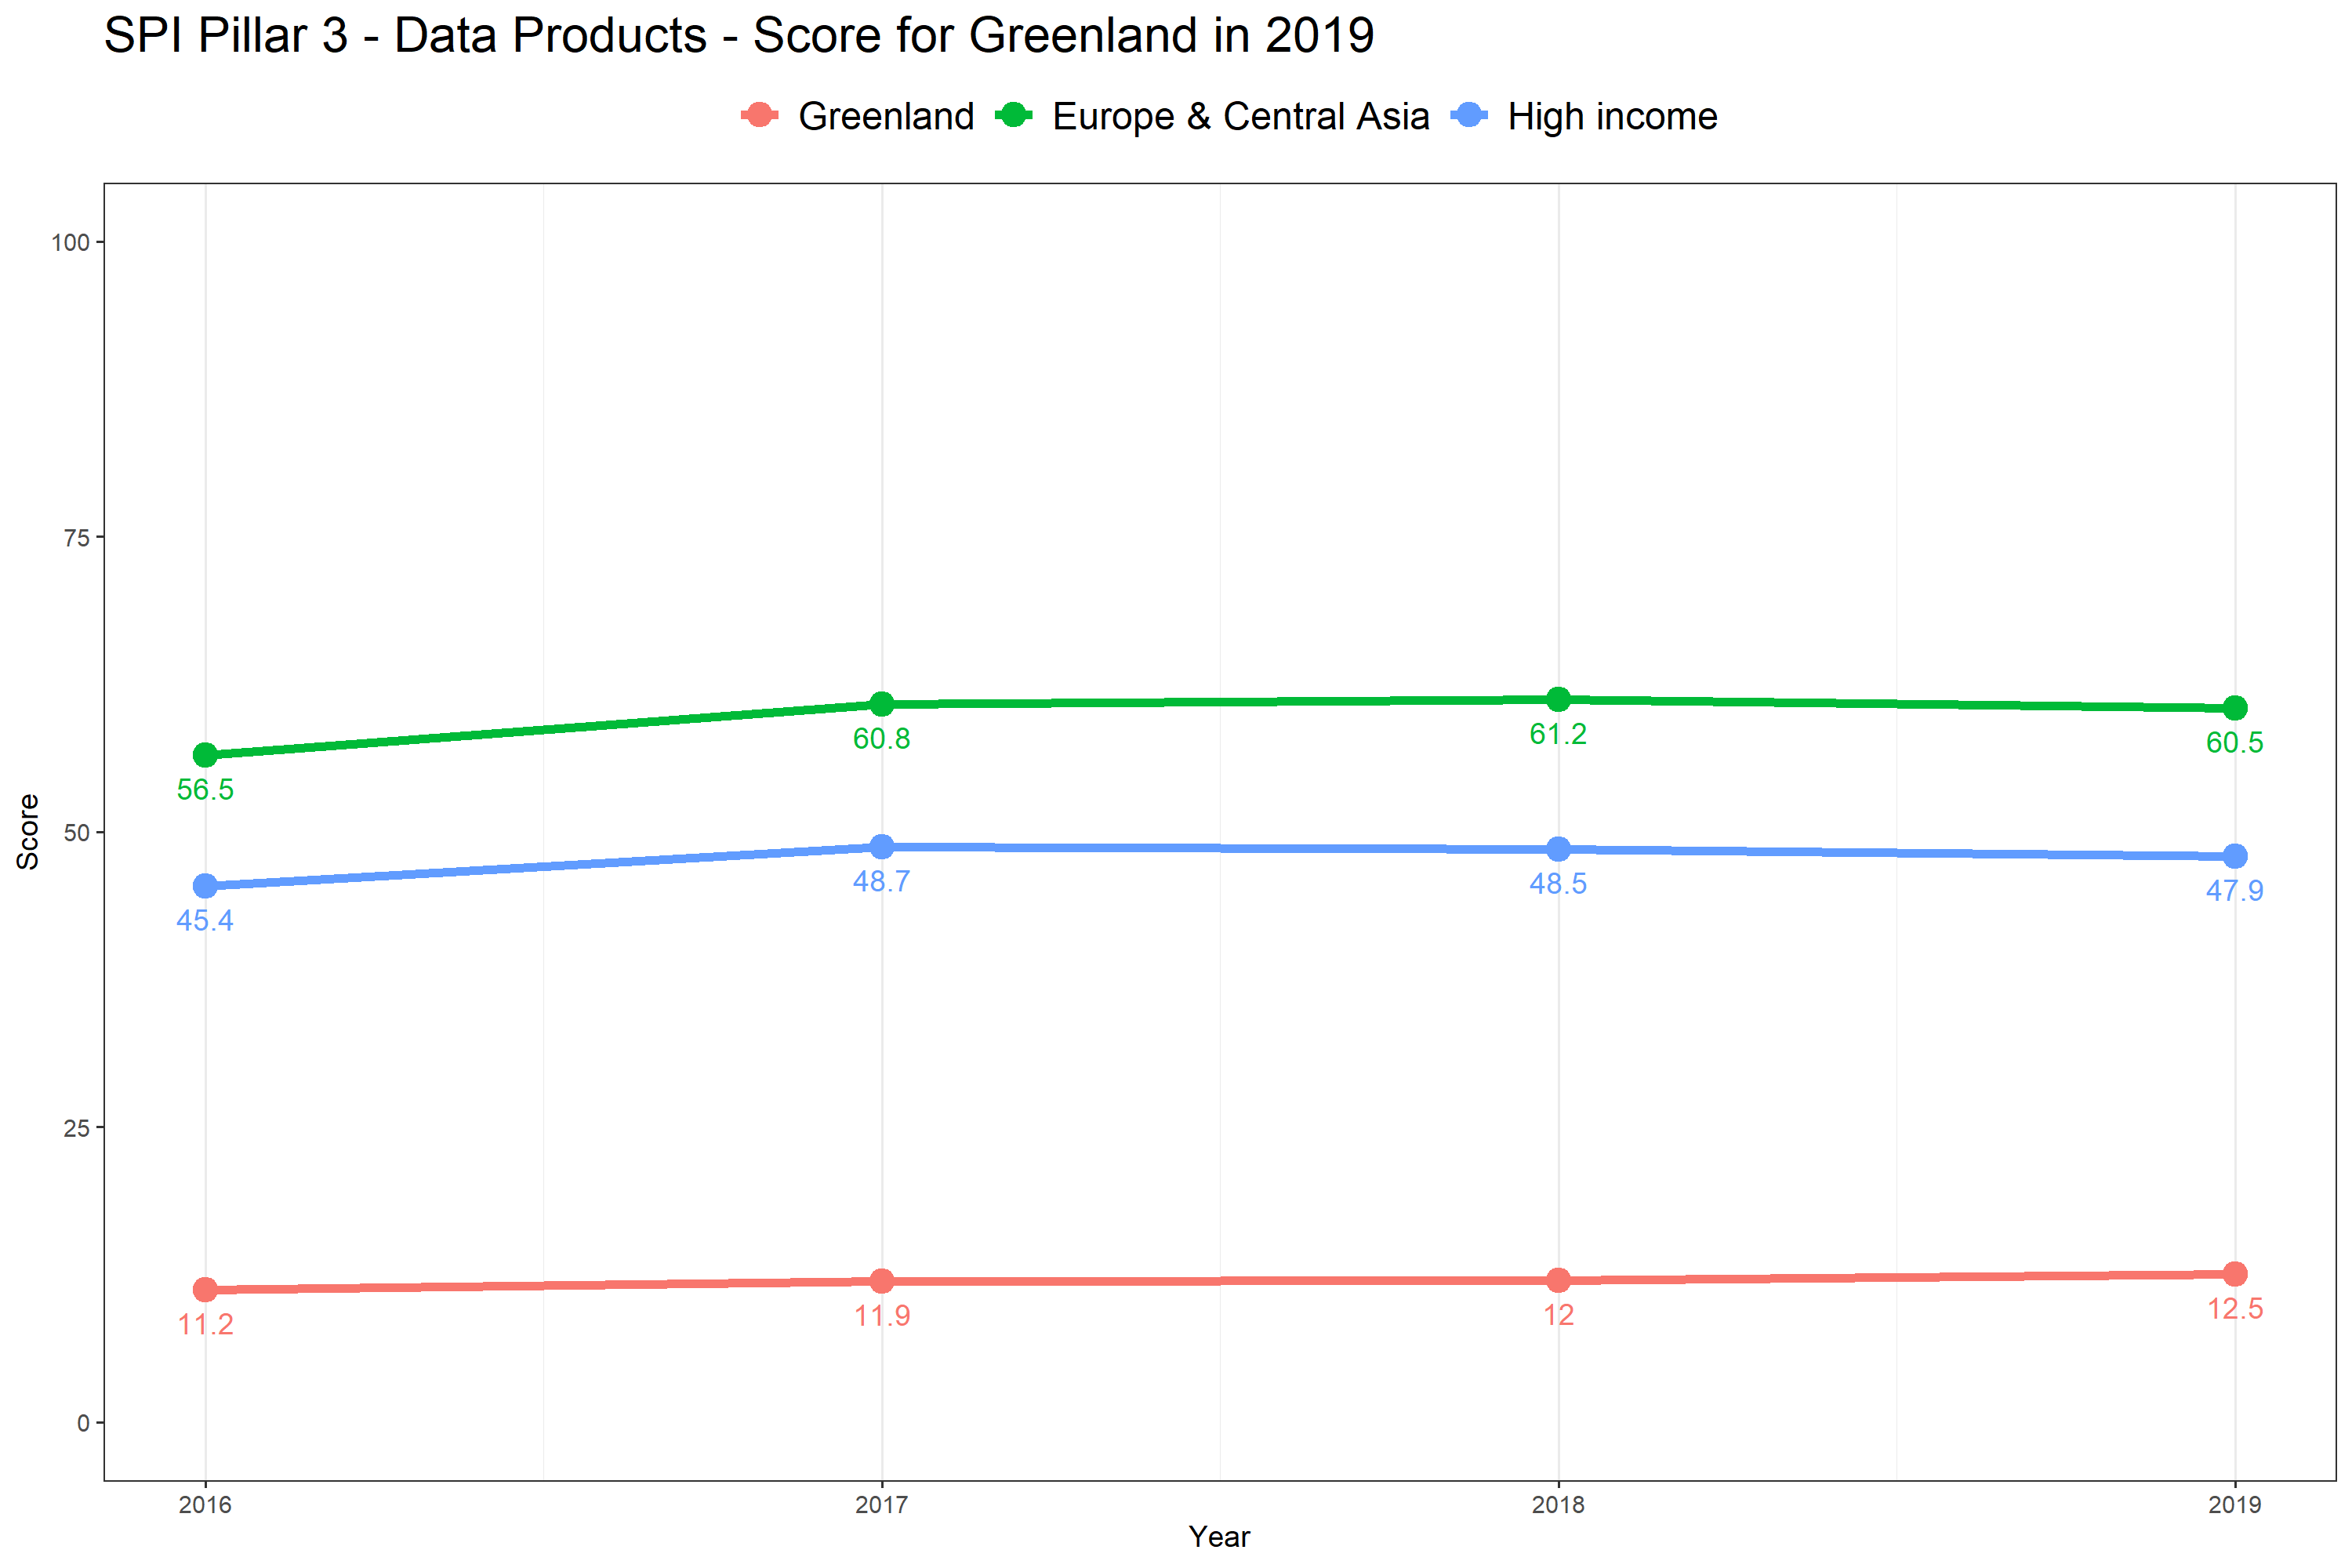 SPI Pillar 3 - Data Products - Score for Greenland in 2019
Greenland Europe & Central Asia High income
100
75
50
25
0
Score
56.5 60.8 61.2 60.5
45.4 48.7 48.5 47.9
11.2 11.9 12 12.5
2016 2017 2018 2019
Year